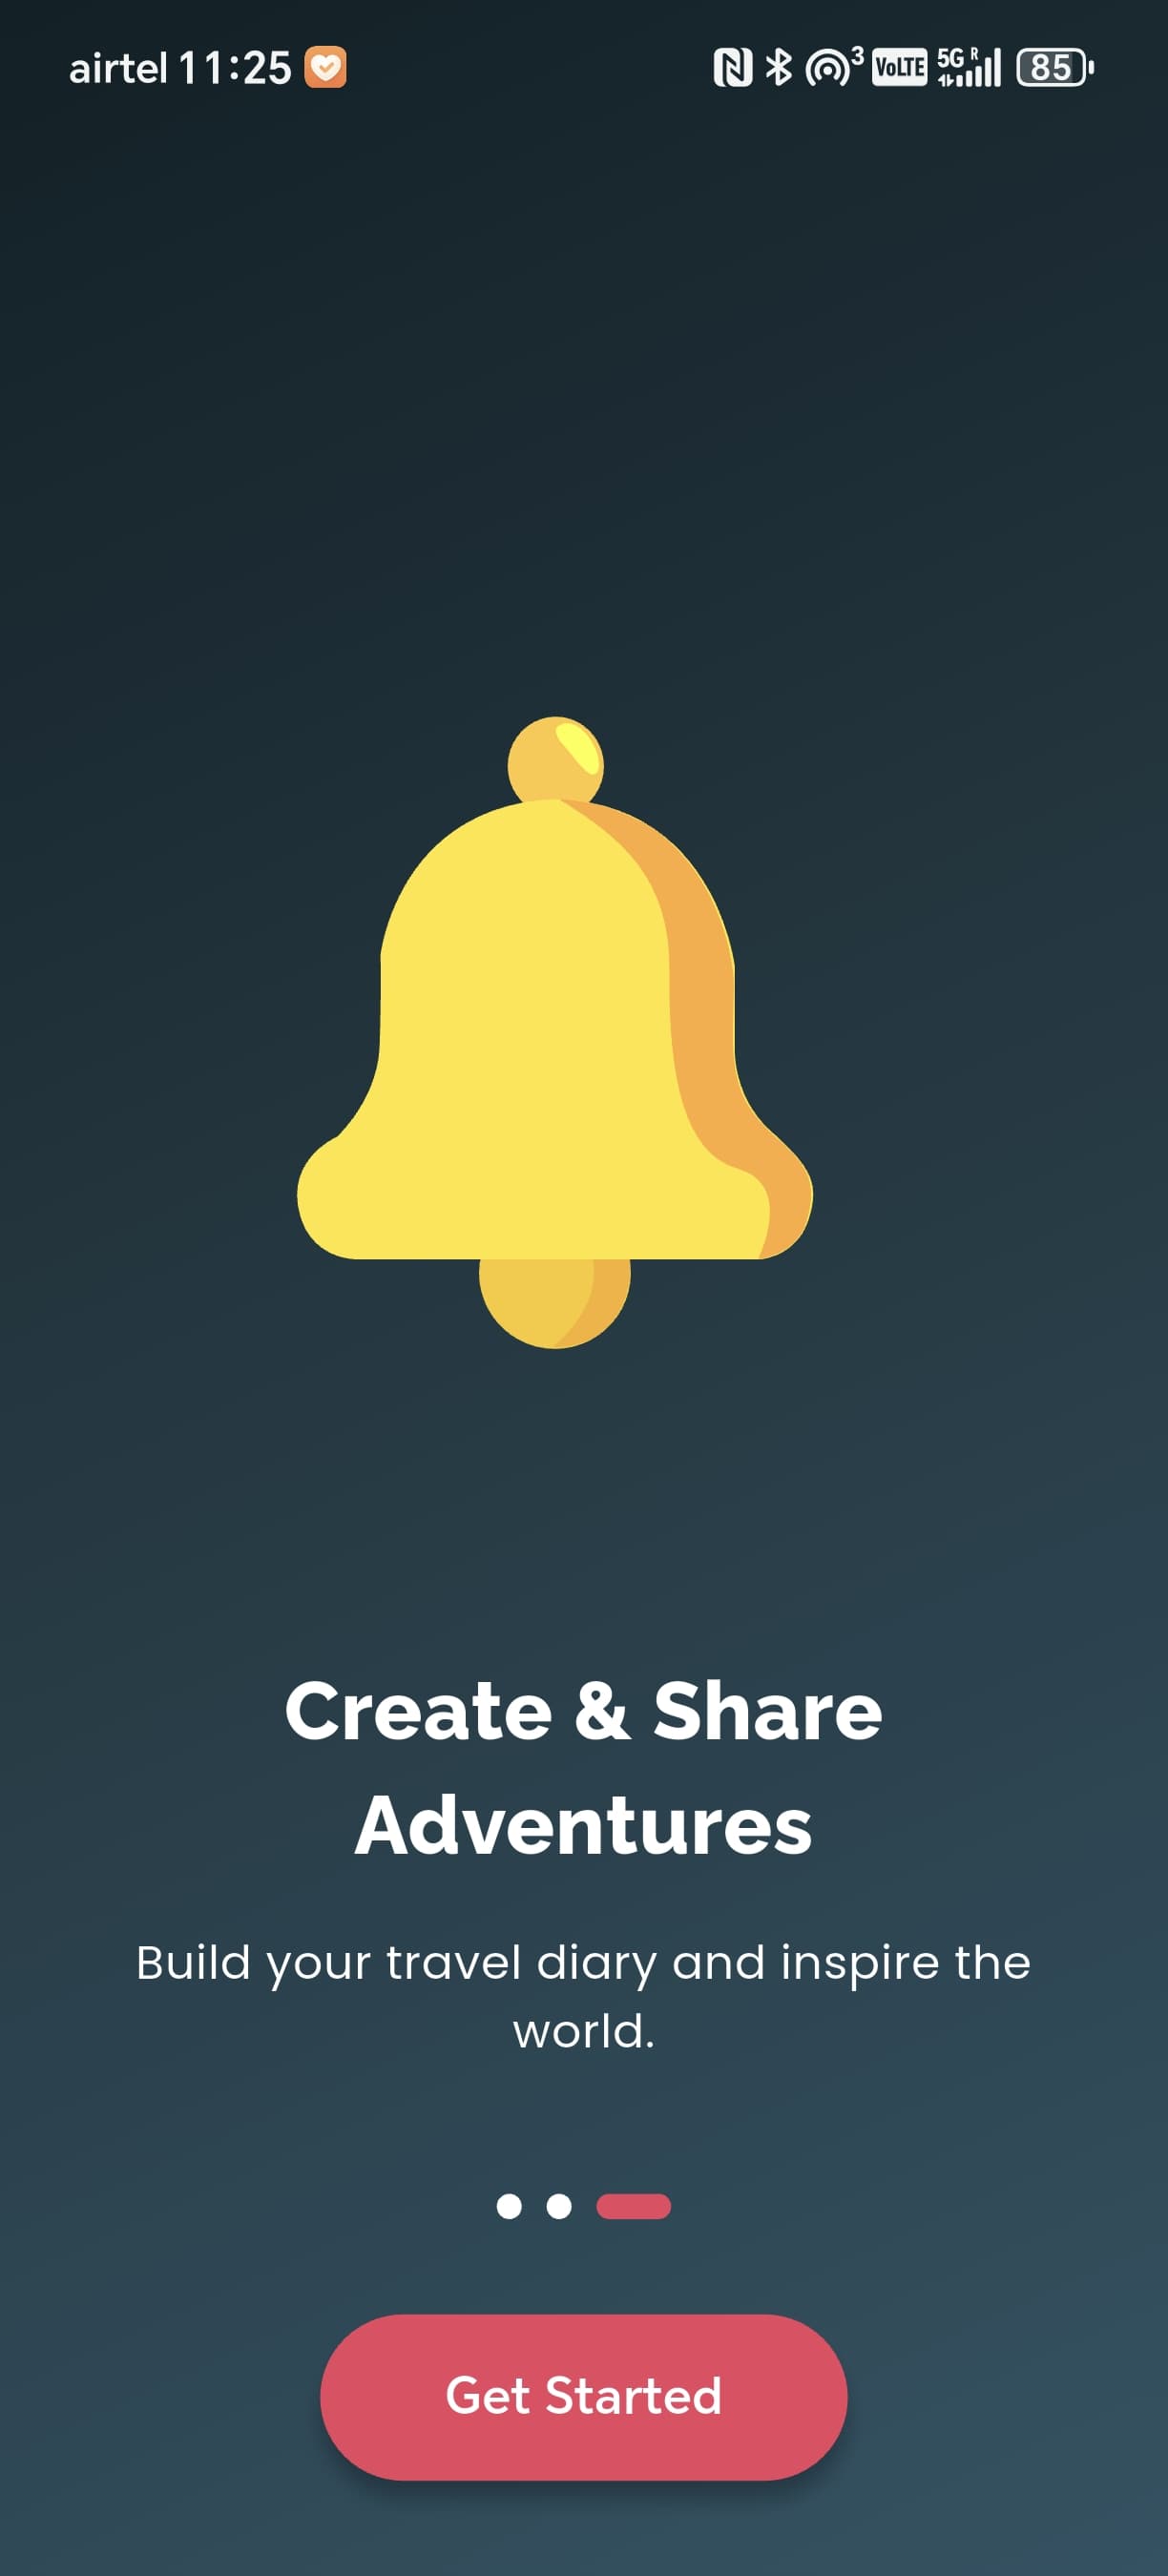 airtel 11:25
3 VoLTE 5G R 85
Create & Share
Adventures
Build your travel diary and inspire the
world.
Get Started